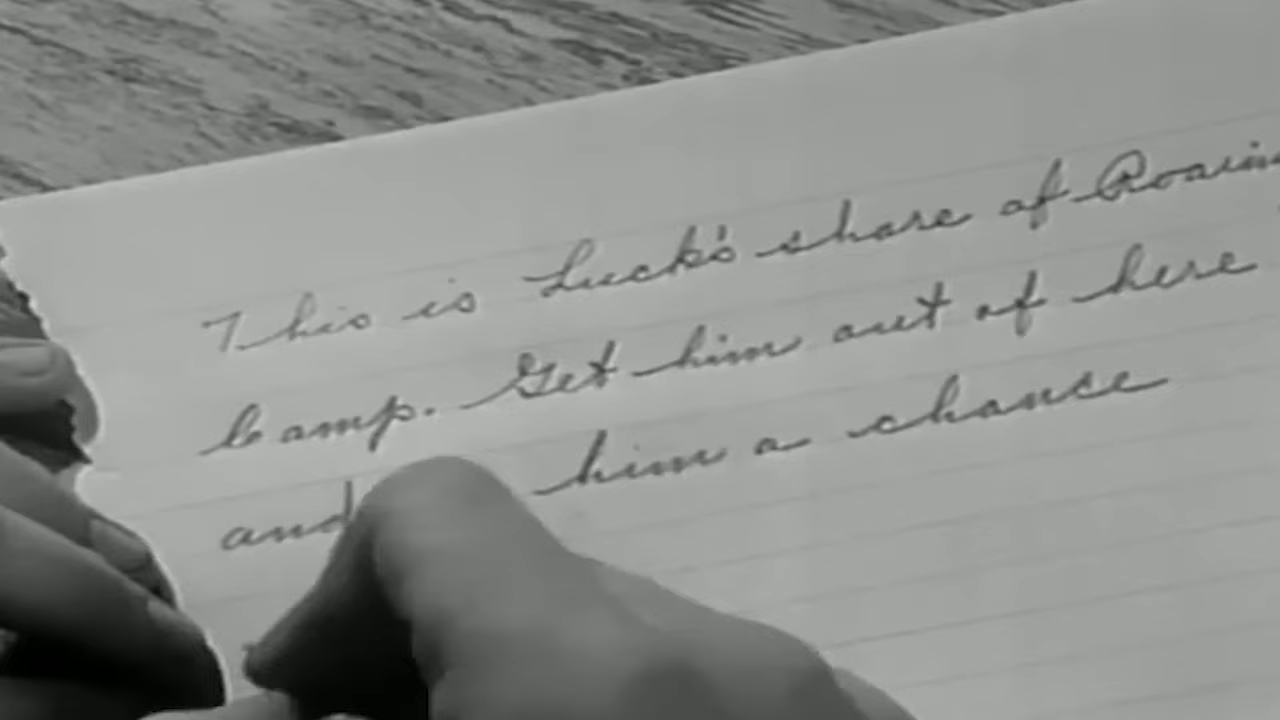 This is Luck's share of Roarin
Camp. Get him out of here
and him a chance